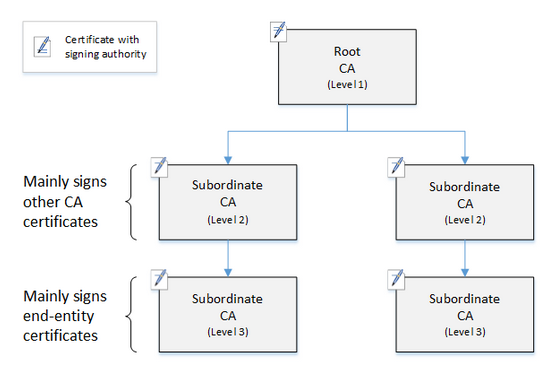 Certificate with
signing authority
Root
CA
(Level 1)
Mainly signs
other CA
certificates
Subordinate
CA
(Level 2)
Subordinate
CA
(Level 2)
Mainly signs
end-entity
certificates
Subordinate
CA
(Level 3)
Subordinate
CA
(Level 3)